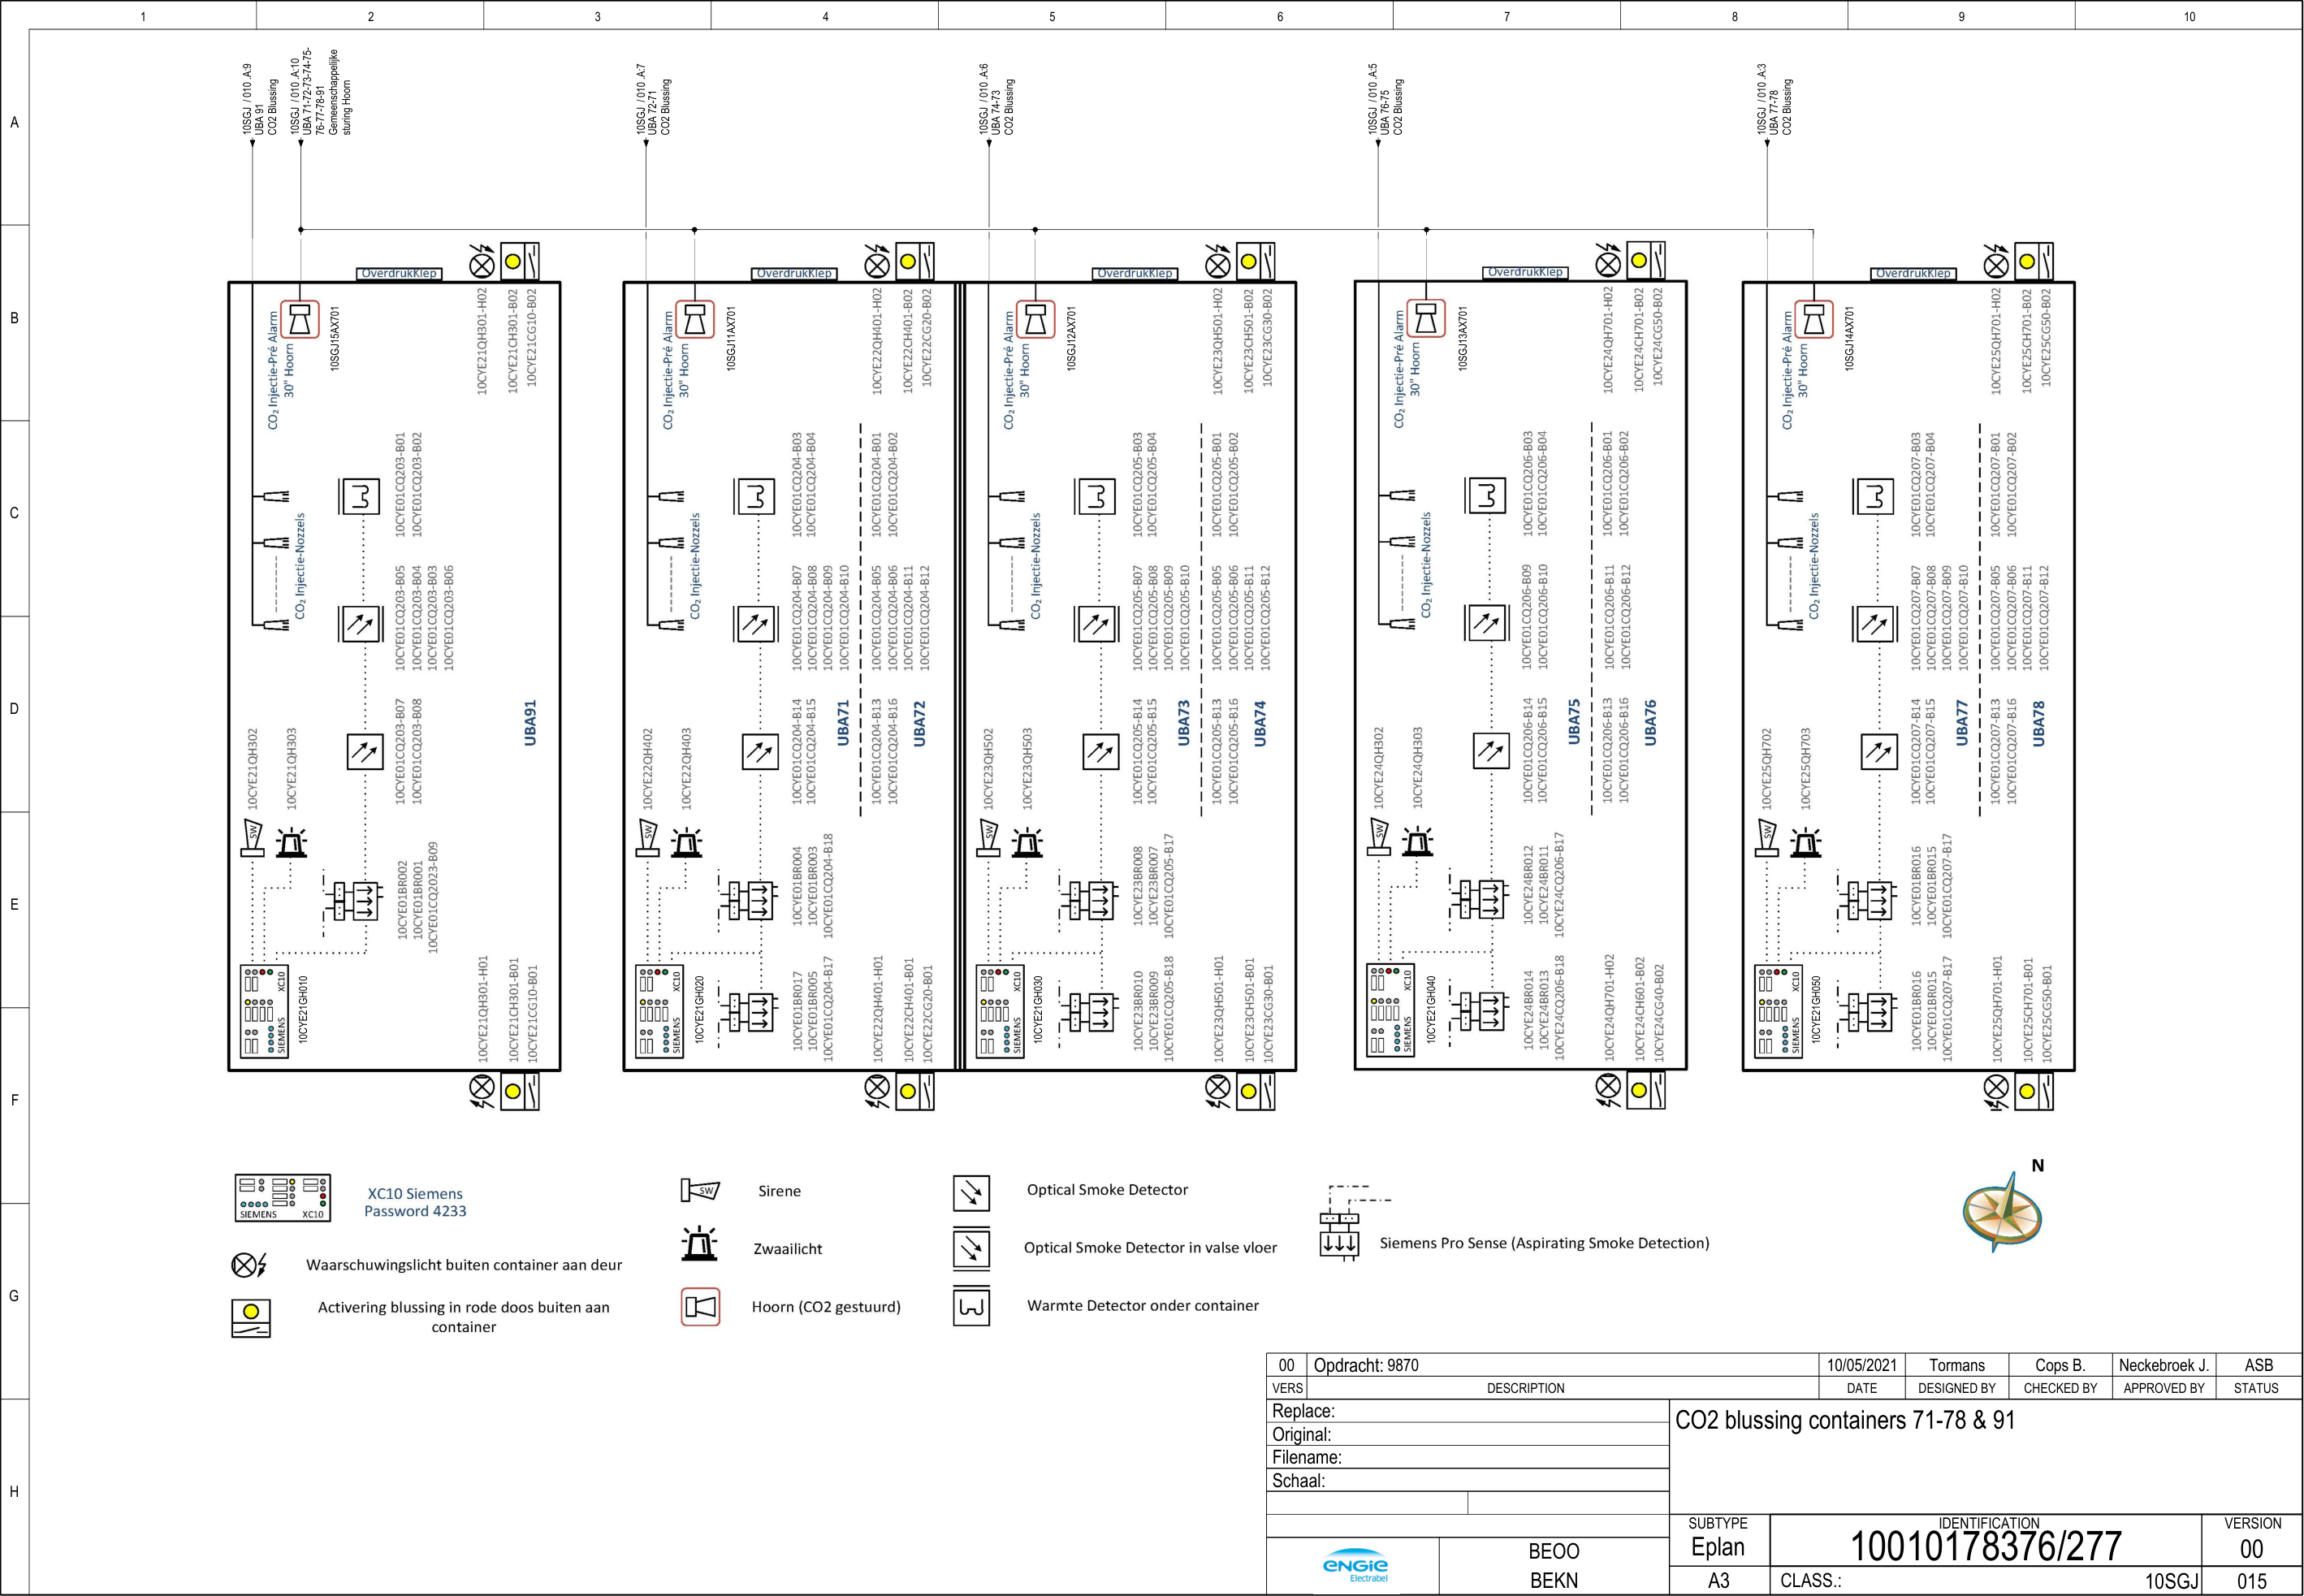 1 2 3 4 5 6 7 8 9 10
A
B
C
D
E
F
G
H
10SGJ / 010 .A:9
UBA 91
CO2 Blussing
10SGJ / 010 .A:10
UBA 71-72-73-74-75-
76-77-78-91
Gemeenschappelijke
sturing Hoorn
10SGJ / 010 .A:7
UBA 72-71
CO2 Blussing
10SGJ / 010 .A:6
UBA 74-73
CO2 Blussing
10SGJ / 010 .A:5
UBA 76-75
CO2 Blussing
10SGJ / 010 .A:3
UBA 77-78
CO2 Blussing
OverdrukKlep
CO₂ Injectie-Pré Alarm
30" Hoorn
10SGJ15AX701
10CYE21QH301-H02
10CYE21CH301-B02
10CYE21CG10-B02
CO₂ Injectie-Nozzels
10CYE01CQ203-B01
10CYE01CQ203-B02
10CYE01CQ203-B05
10CYE01CQ203-B04
10CYE01CQ203-B03
10CYE01CQ203-B06
10CYE01CQ203-B07
10CYE01CQ203-B08
UBA91
10CYE21QH302
10CYE21QH303
SW
10CYE01BR002
10CYE01BR001
10CYE01CQ2023-B09
SIEMENS XC10
10CYE21GH010
10CYE21QH301-H01
10CYE21CH301-B01
10CYE21CG10-B01
OverdrukKlep
CO₂ Injectie-Pré Alarm
30" Hoorn
10SGJ11AX701
10CYE22QH401-H02
10CYE22CH401-B02
10CYE22CG20-B02
CO₂ Injectie-Nozzels
10CYE01CQ204-B03
10CYE01CQ204-B04
10CYE01CQ204-B01
10CYE01CQ204-B02
10CYE01CQ204-B07
10CYE01CQ204-B08
10CYE01CQ204-B09
10CYE01CQ204-B10
10CYE01CQ204-B05
10CYE01CQ204-B06
10CYE01CQ204-B11
10CYE01CQ204-B12
10CYE01CQ204-B14
10CYE01CQ204-B15
UBA71
10CYE01CQ204-B13
10CYE01CQ204-B16
UBA72
10CYE22QH402
10CYE22QH403
SW
10CYE01BR004
10CYE01BR003
10CYE01CQ204-B18
SIEMENS XC10
10CYE21GH020
10CYE01BR017
10CYE01BR005
10CYE01CQ204-B17
10CYE22QH401-H01
10CYE22CH401-B01
10CYE22CG20-B01
OverdrukKlep
CO₂ Injectie-Pré Alarm
30" Hoorn
10SGJ12AX701
10CYE23QH501-H02
10CYE23CH501-B02
10CYE23CG30-B02
CO₂ Injectie-Nozzels
10CYE01CQ205-B03
10CYE01CQ205-B04
10CYE01CQ205-B01
10CYE01CQ205-B02
10CYE01CQ205-B07
10CYE01CQ205-B08
10CYE01CQ205-B09
10CYE01CQ205-B10
10CYE01CQ205-B05
10CYE01CQ205-B06
10CYE01CQ205-B11
10CYE01CQ205-B12
10CYE01CQ205-B14
10CYE01CQ205-B15
UBA73
10CYE01CQ205-B13
10CYE01CQ205-B16
UBA74
10CYE23QH502
10CYE23QH503
SW
10CYE23BR008
10CYE23BR007
10CYE01CQ205-B17
SIEMENS XC10
10CYE21GH030
10CYE23BR010
10CYE23BR009
10CYE01CQ205-B18
10CYE23QH501-H01
10CYE23CH501-B01
10CYE23CG30-B01
OverdrukKlep
CO₂ Injectie-Pré Alarm
30" Hoorn
10SGJ13AX701
10CYE24QH701-H02
10CYE24CH701-B02
10CYE24CG50-B02
CO₂ Injectie-Nozzels
10CYE01CQ206-B03
10CYE01CQ206-B04
10CYE01CQ206-B01
10CYE01CQ206-B02
10CYE01CQ206-B09
10CYE01CQ206-B10
10CYE01CQ206-B11
10CYE01CQ206-B12
10CYE01CQ206-B14
10CYE01CQ206-B15
UBA75
10CYE01CQ206-B13
10CYE01CQ206-B16
UBA76
10CYE24QH302
10CYE24QH303
SW
10CYE24BR012
10CYE24BR011
10CYE24CQ206-B17
SIEMENS XC10
10CYE21GH040
10CYE24BR014
10CYE24BR013
10CYE24CQ206-B18
10CYE24QH701-H02
10CYE24CH601-B02
10CYE24CG40-B02
OverdrukKlep
CO₂ Injectie-Pré Alarm
30" Hoorn
10SGJ14AX701
10CYE25QH701-H02
10CYE25CH701-B02
10CYE25CG50-B02
CO₂ Injectie-Nozzels
10CYE01CQ207-B03
10CYE01CQ207-B04
10CYE01CQ207-B01
10CYE01CQ207-B02
10CYE01CQ207-B07
10CYE01CQ207-B08
10CYE01CQ207-B09
10CYE01CQ207-B10
10CYE01CQ207-B05
10CYE01CQ207-B06
10CYE01CQ207-B11
10CYE01CQ207-B12
10CYE01CQ207-B14
10CYE01CQ207-B15
UBA77
10CYE01CQ207-B13
10CYE01CQ207-B16
UBA78
10CYE25QH702
10CYE25QH703
SW
10CYE01BR016
10CYE01BR015
10CYE01CQ207-B17
SIEMENS XC10
10CYE21GH050
10CYE01BR016
10CYE01BR015
10CYE01CQ207-B17
10CYE25QH701-H01
10CYE25CH701-B01
10CYE25CG50-B01
SIEMENS XC10
XC10 Siemens
Password 4233
Waarschuwingslicht buiten container aan deur
Activering blussing in rode doos buiten aan
container
SW
Sirene
Zwaailicht
Hoorn (CO2 gestuurd)
Optical Smoke Detector
Optical Smoke Detector in valse vloer
Warmte Detector onder container
Siemens Pro Sense (Aspirating Smoke Detection)
N
00 Opdracht: 9870 10/05/2021 Tormans Cops B. Neckebroek J. ASB
VERS DESCRIPTION DATE DESIGNED BY CHECKED BY APPROVED BY STATUS
Replace:
Original:
Filename:
Schaal:
CO2 blussing containers 71-78 & 91
ENGIE
Electrabel
BEOO
BEKN
SUBTYPE
Eplan
A3
IDENTIFICATION
10010178376/277
CLASS.: 10SGJ
VERSION
00
015